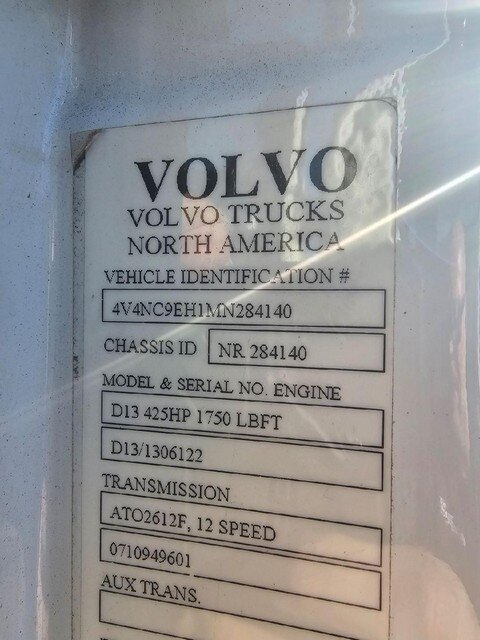 VOLVO
VOLVO TRUCKS
NORTH AMERICA
VEHICLE IDENTIFICATION #
4V4NC9EH1MN284140
CHASSIS ID NR 284140
MODEL & SERIAL NO. ENGINE
D13 425HP 1750 LBFT
D13/1306122
TRANSMISSION
ATO2612F, 12 SPEED
0710949601
AUX TRANS.